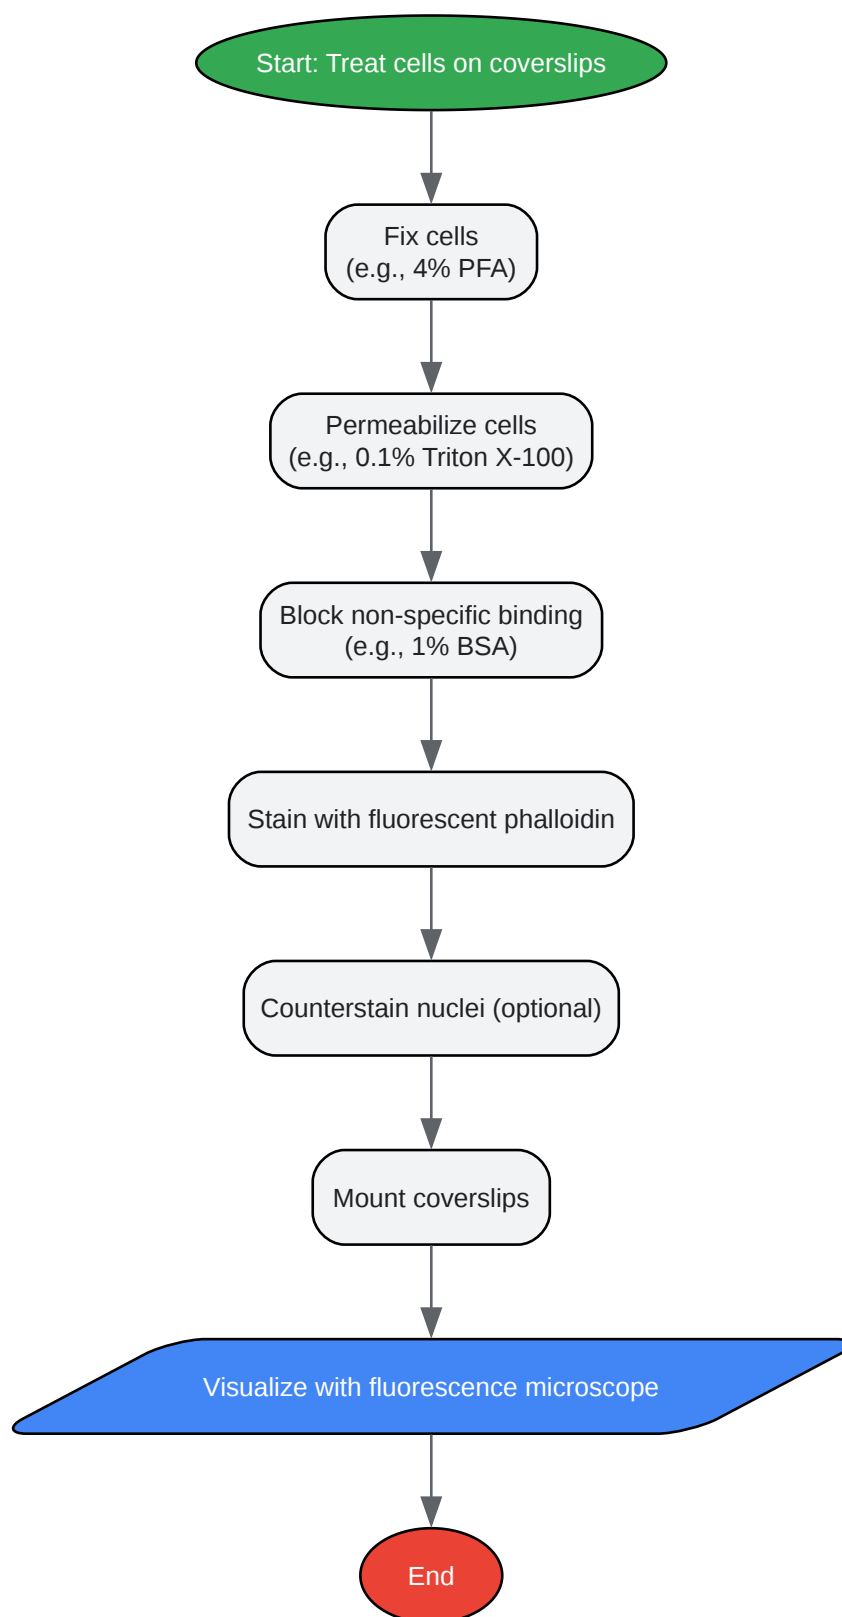 Start: Treat cells on coverslips
Fix cells
(e.g., 4% PFA)
Permeabilize cells
(e.g., 0.1% Triton X-100)
Block non-specific binding
(e.g., 1% BSA)
Stain with fluorescent phalloidin
Counterstain nuclei (optional)
Mount coverslips
Visualize with fluorescence microscope
End